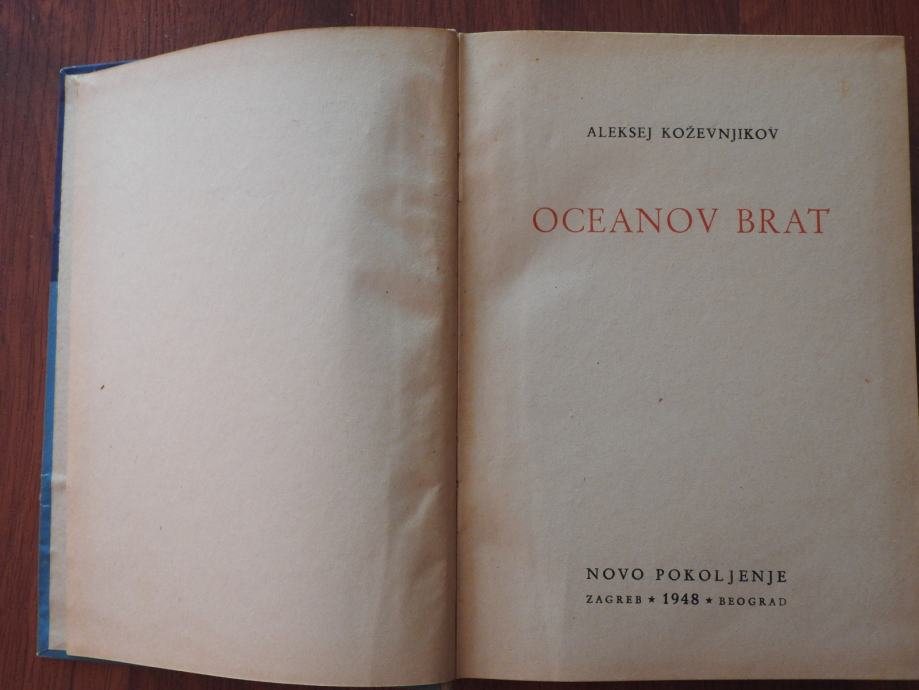 ALEKSEJ KOŽEVNJIKOV
OCEANOV BRAT
NOVO POKOLJENJE
ZAGREB ★ 1948 ★ BEOGRAD